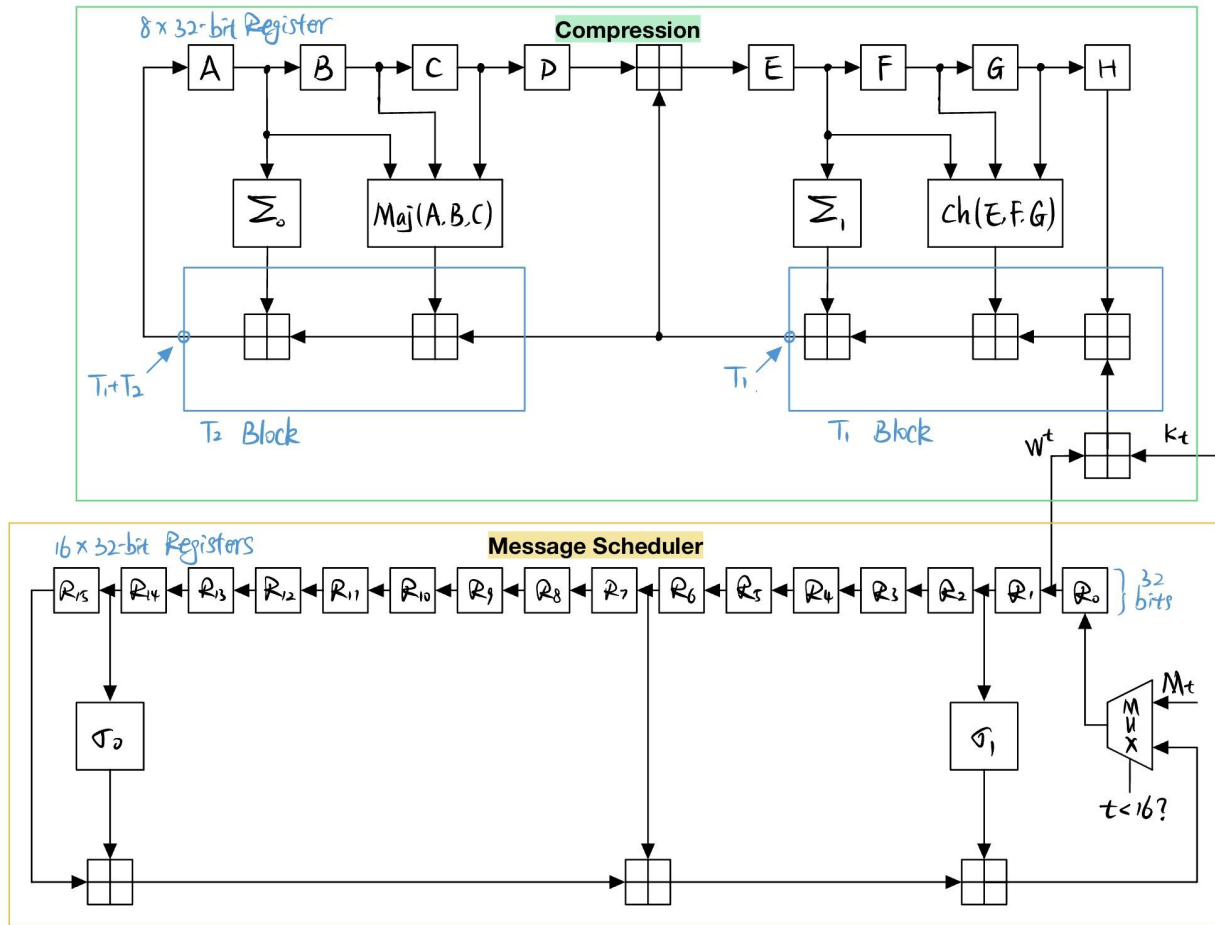 8 x 32-bit Register
Compression
A
B
C
D
E
F
G
H
Σ₀
Maj(A,B,C)
Σ₁
Ch(E,F,G)
T₁+T₂
T₂ Block
T₁
T₁ Block
Wᵗ
Kₜ
16 x 32-bit Registers
Message Scheduler
R₁₅
R₁₄
R₁₃
R₁₂
R₁₁
R₁₀
R₉
R₈
R₇
R₆
R₅
R₄
R₃
R₂
R₁
R₀
32
bits
Mₜ
MUX
σ₀
σ₁
t<16?